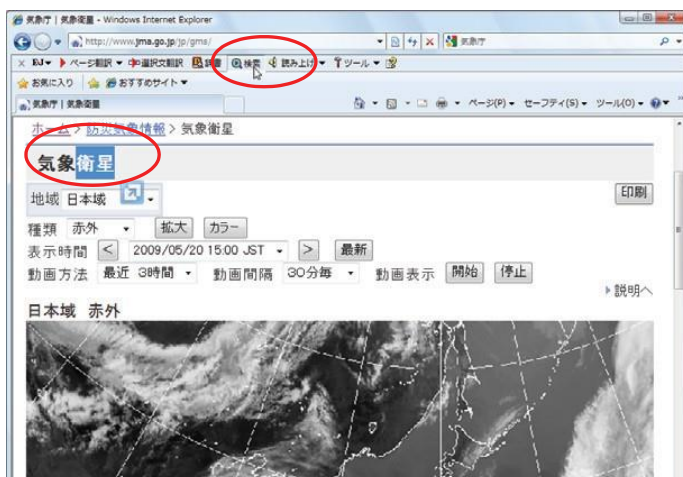 気象庁 | 気象衛星 - Windows Internet Explorer
http://www.jma.go.jp/jp/gms/ 気象庁
× EJ ページ翻訳 選択文翻訳 辞書 検索 読み上げ ツール
お気に入り おすすめサイト
気象庁 | 気象衛星 ページ(P) セーフティ(S) ツール(O)
ホーム > 防災気象情報 > 気象衛星
気象衛星
地域 日本域 印刷
種類 赤外 拡大 カラー
表示時間 < 2009/05/20 15:00 JST > 最新
動画方法 最近 3時間 動画間隔 30分毎 動画表示 開始 停止
説明へ
日本域 赤外